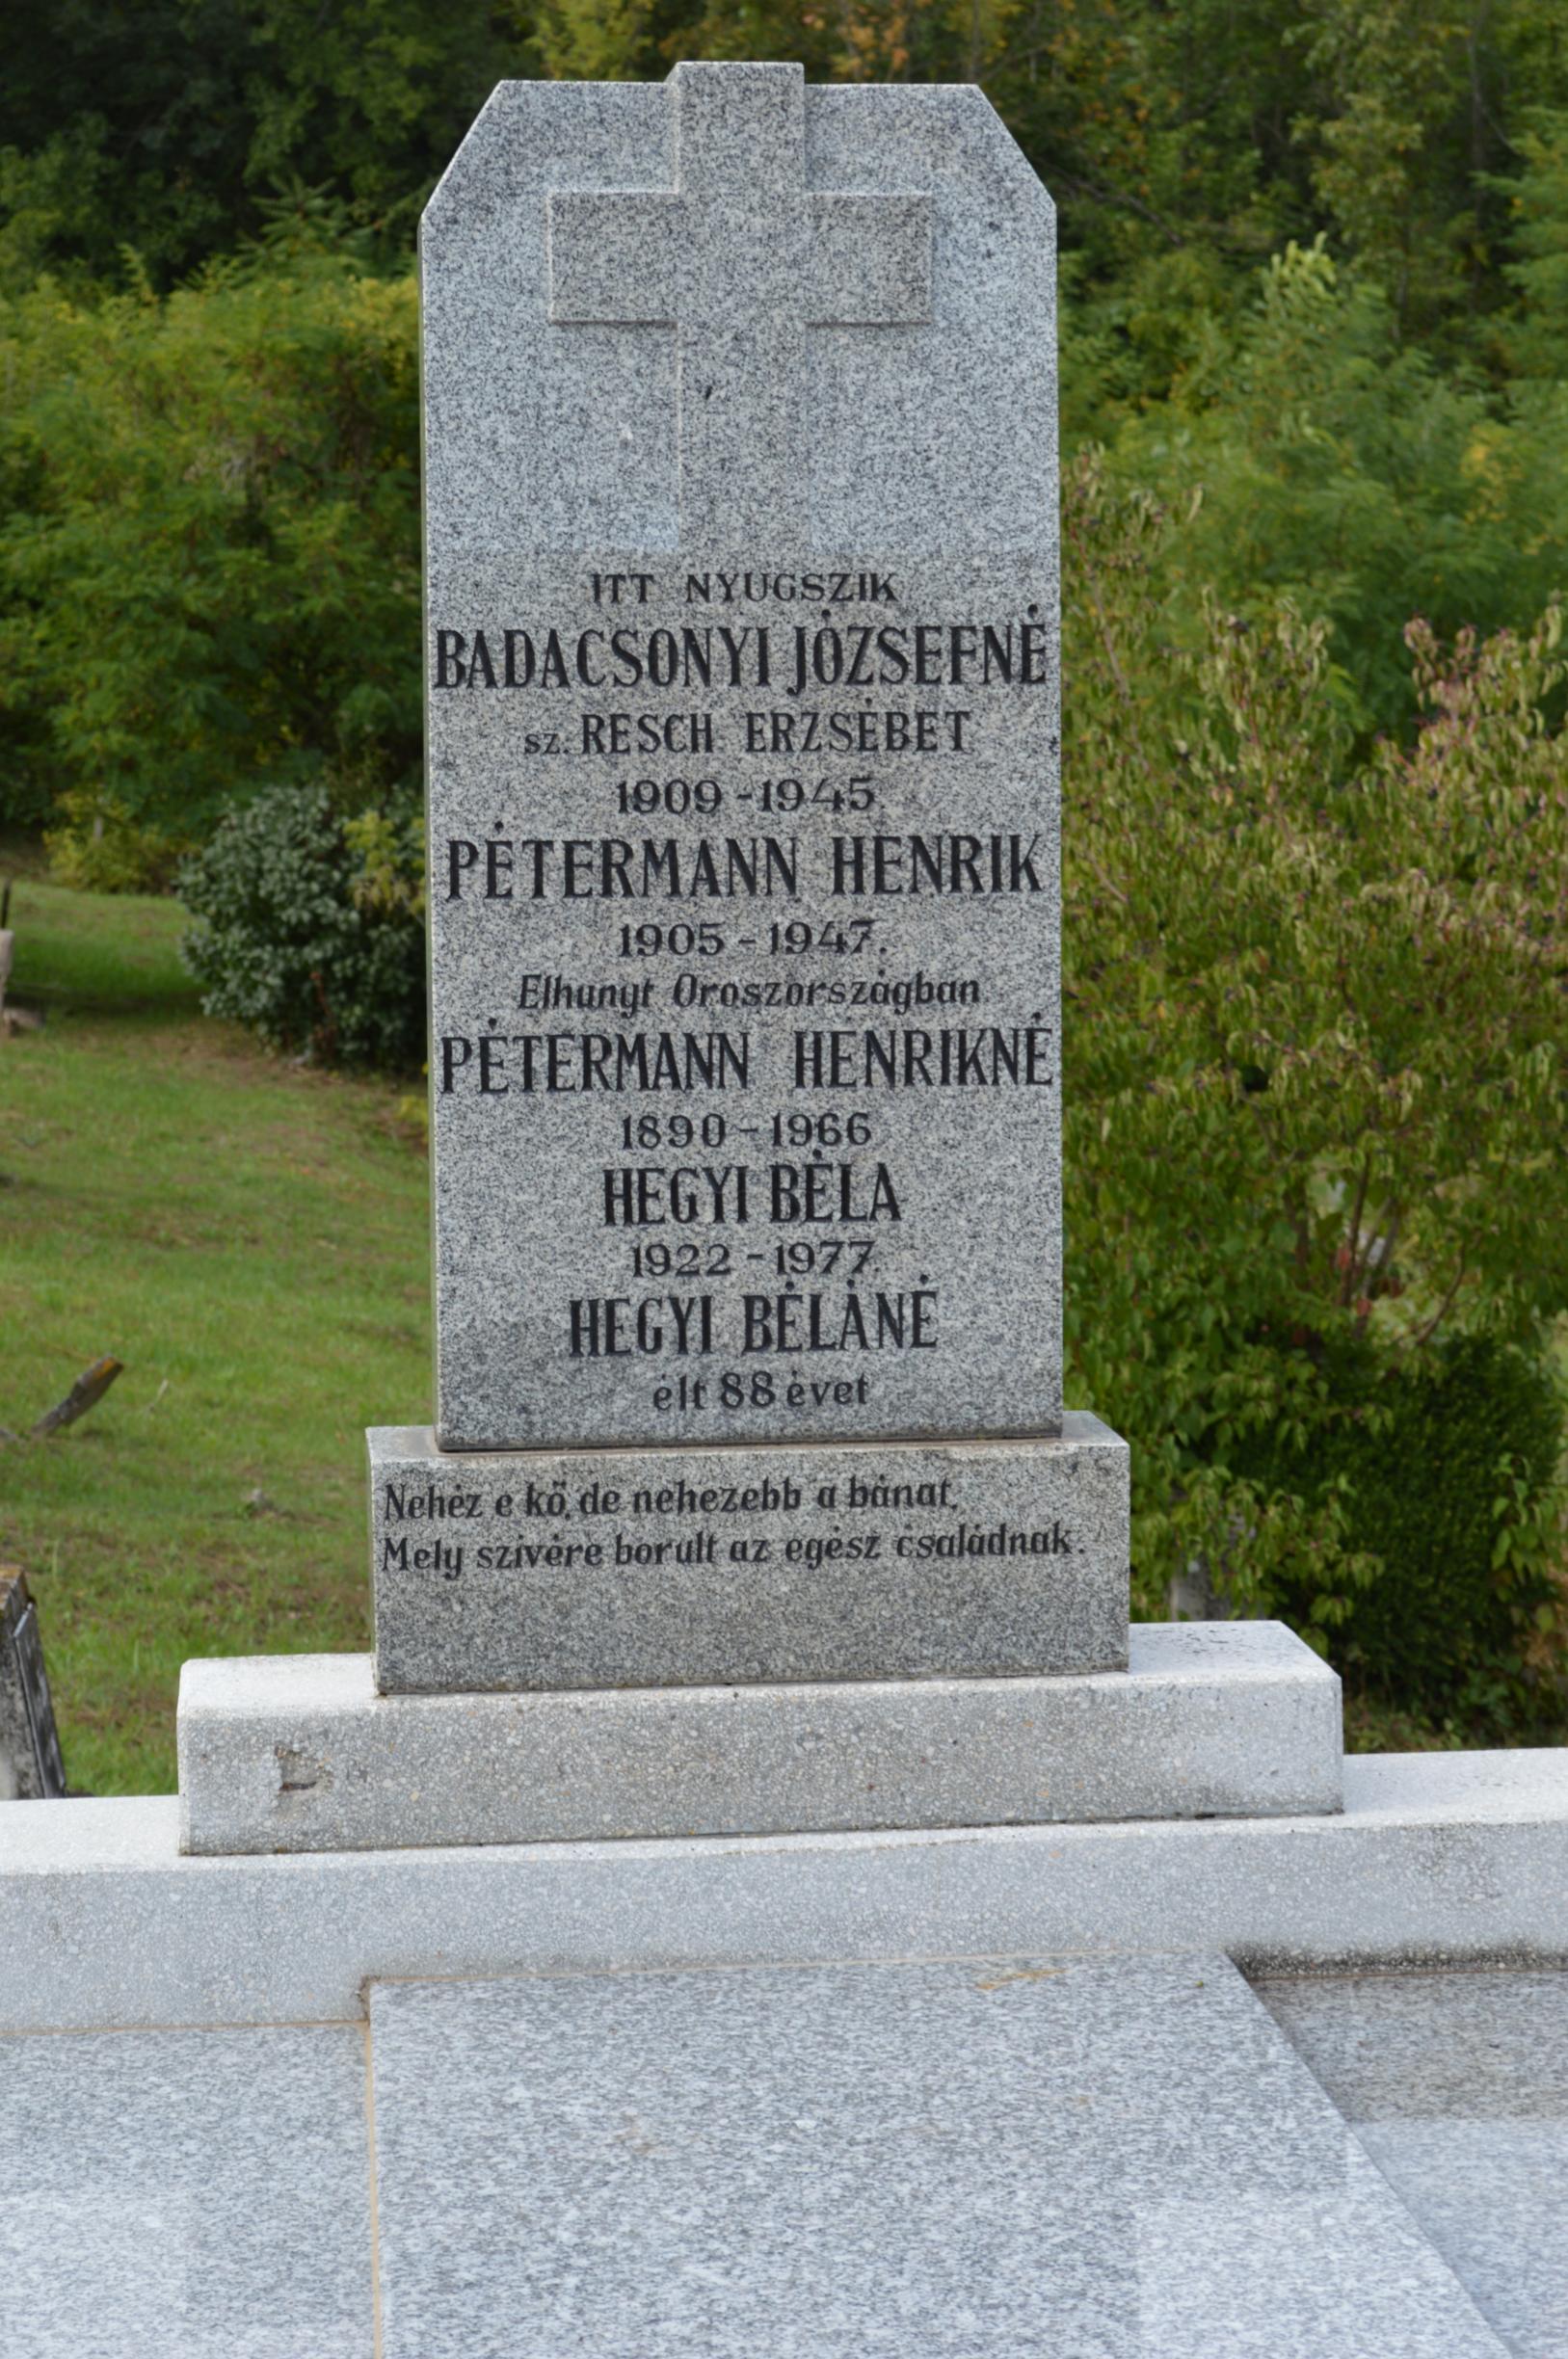 ITT NYUGSZIK
BADACSONYI JÓZSEFNÉ
sz. RESCH ERZSÉBET
1909 - 1945.
PÉTERMANN HENRIK
1905 - 1947.
Elhunyt Oroszországban
PÉTERMANN HENRIKNÉ
1890 - 1966
HEGYI BÉLA
1922 - 1977.
HEGYI BÉLÁNÉ
élt 88 évet
Nehéz e kő, de nehezebb a bánat,
Mely szívére borult az egész családnak.